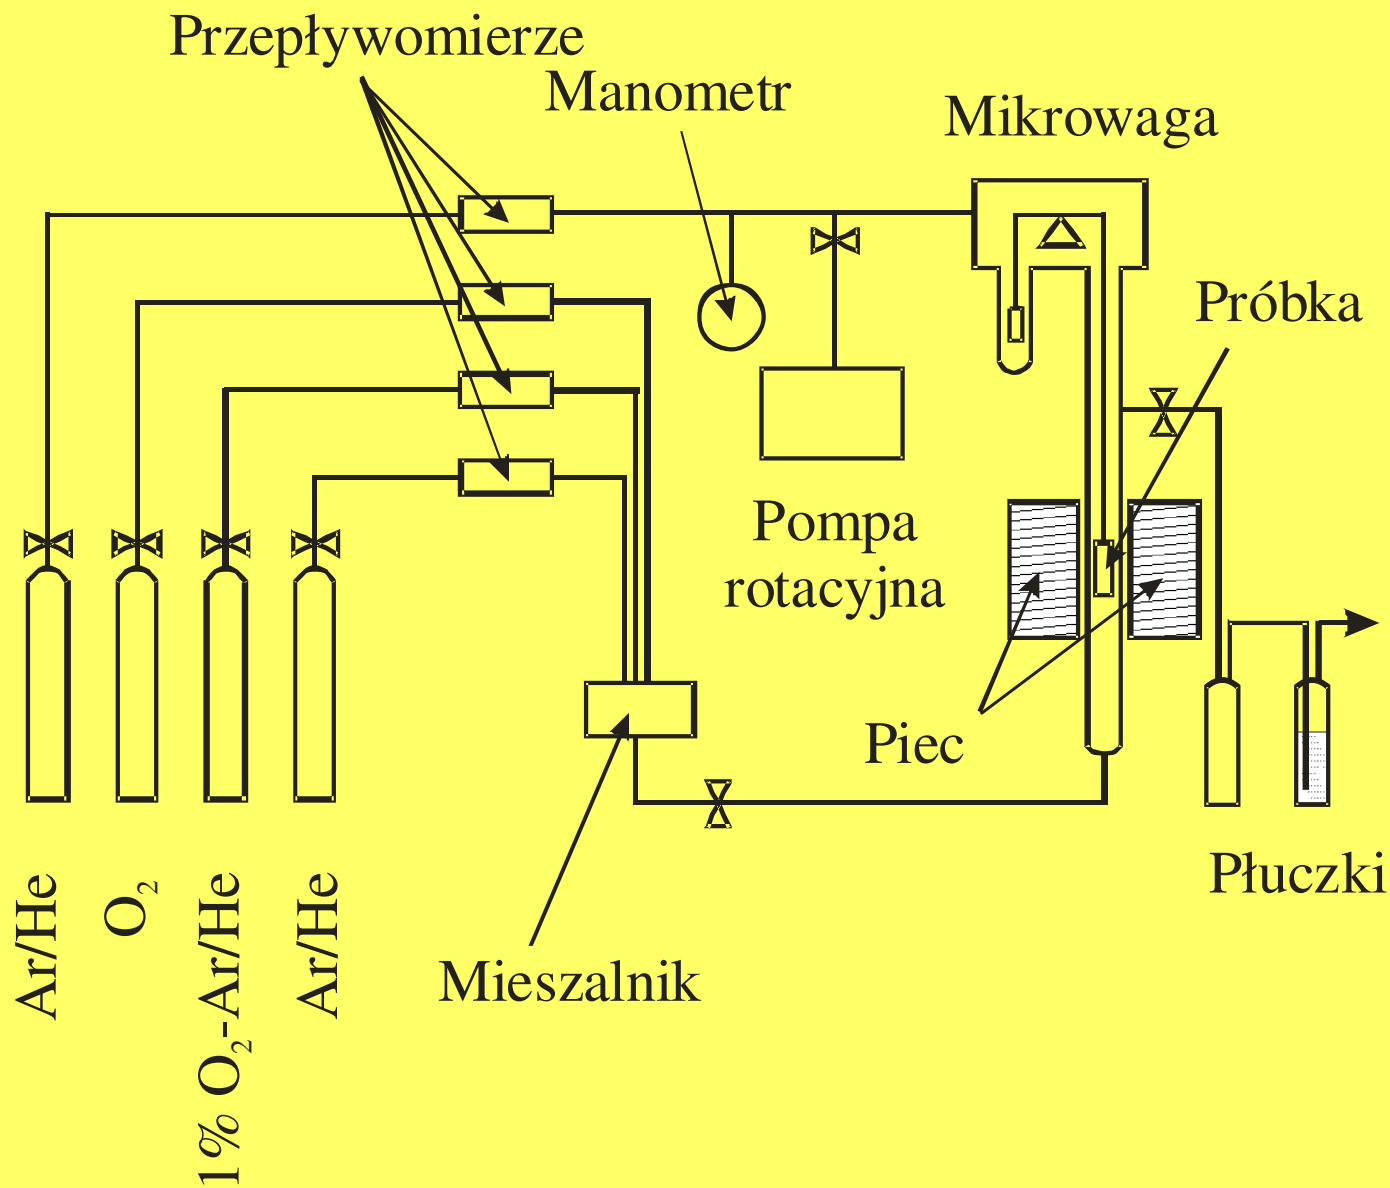 Przepływomierze
Manometr
Mikrowaga
Próbka
Pompa
rotacyjna
Piec
Płuczki
Mieszalnik
Ar/He
O₂
1% O₂-Ar/He
Ar/He